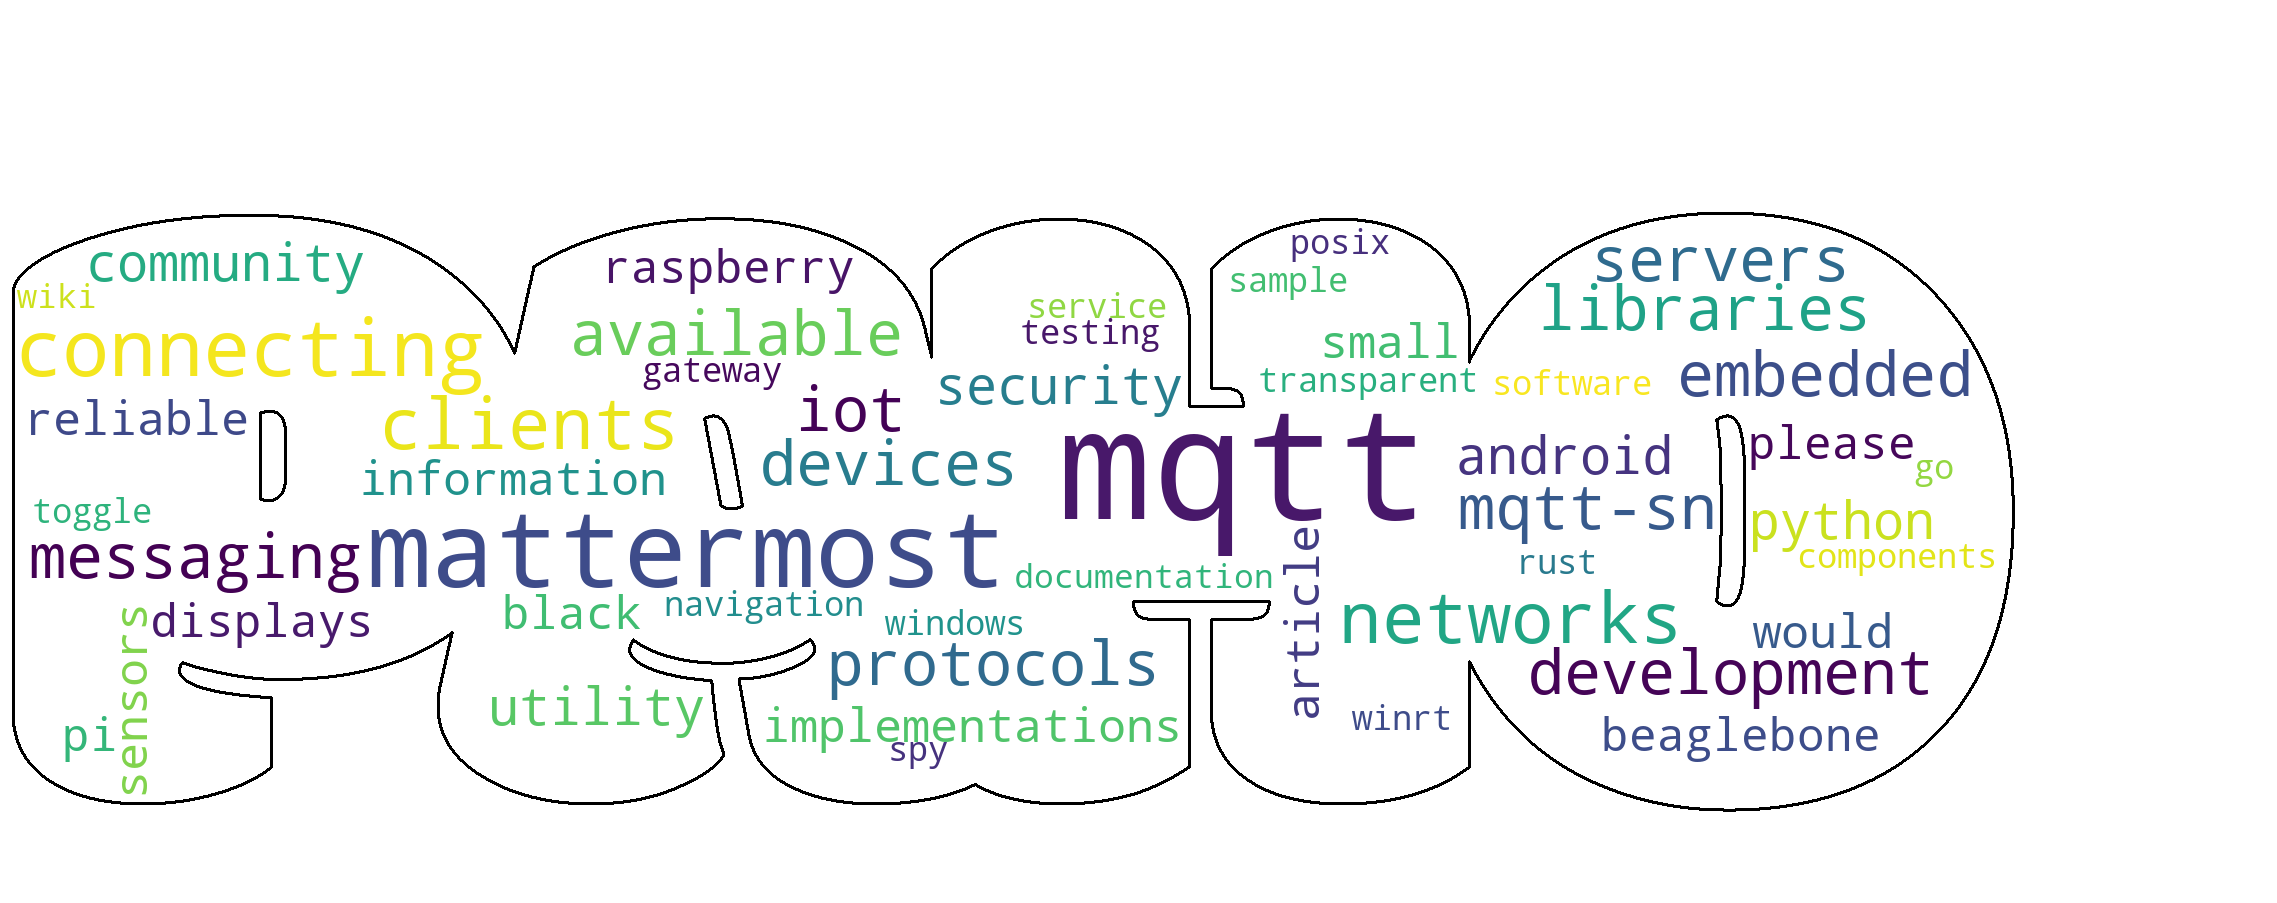 PAHO
community
wiki
connecting
reliable
toggle
messaging
displays
sensors
pi
raspberry
available
gateway
iot
clients
information
devices
mattermost
black
navigation
windows
utility
protocols
implementations
spy
service
testing
security
posix
sample
small
transparent
mqtt
documentation
article
winrt
servers
libraries
software
embedded
android
please
go
mqtt-sn
python
rust
components
networks
would
development
beaglebone